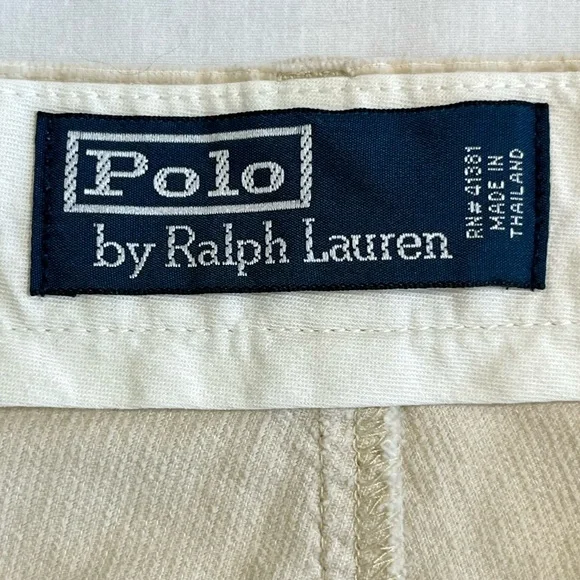 Polo
by Ralph Lauren
RN# 41381
MADE IN
THAILAND